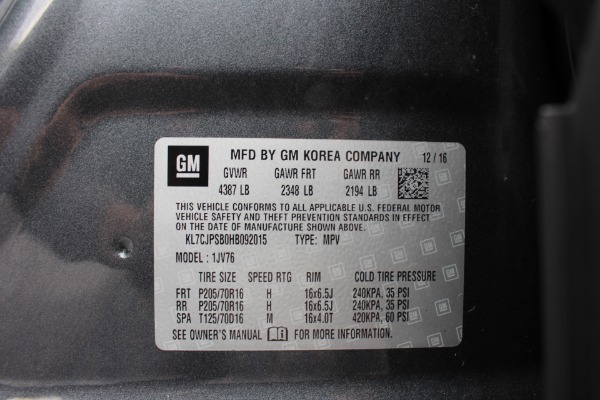 GM MFD BY GM KOREA COMPANY 12/16
GVWR GAWR FRT GAWR RR
4387 LB 2348 LB 2194 LB
THIS VEHICLE CONFORMS TO ALL APPLICABLE U.S. FEDERAL MOTOR
VEHICLE SAFETY AND THEFT PREVENTION STANDARDS IN EFFECT
ON THE DATE OF MANUFACTURE SHOWN ABOVE.
KL7CJPSB0HB092015 TYPE: MPV
MODEL: 1JV76
TIRE SIZE SPEED RTG RIM COLD TIRE PRESSURE
FRT P205/70R16 H 16x6.5J 240KPA, 35 PSI
RR P205/70R16 H 16x6.5J 240KPA, 35 PSI
SPA T125/70D16 M 16x4.0T 420KPA, 60 PSI
SEE OWNER'S MANUAL FOR MORE INFORMATION.